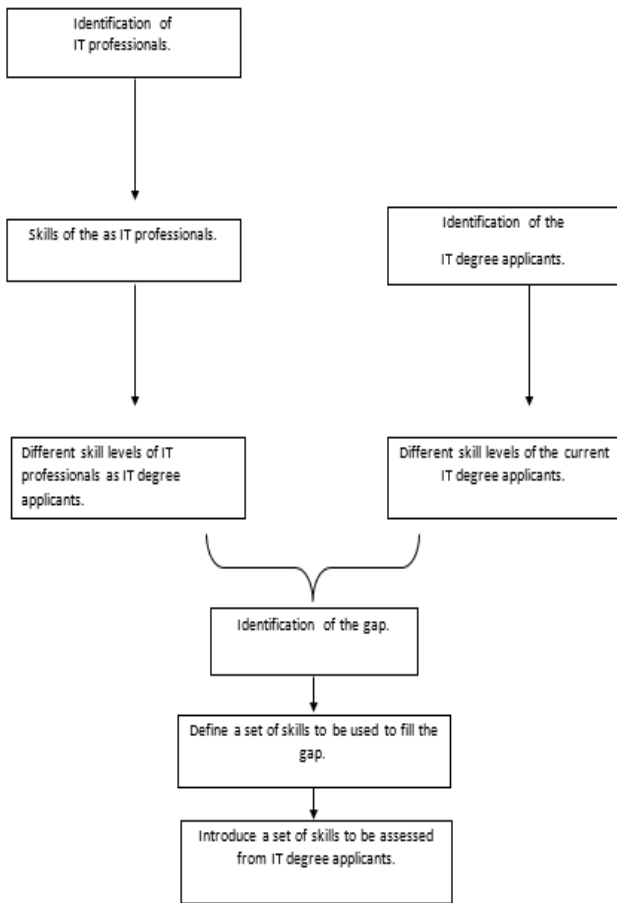 Identification of
IT professionals.
Skills of the as IT professionals.
Identification of the
IT degree applicants.
Different skill levels of IT
professionals as IT degree
applicants.
Different skill levels of the current
IT degree applicants.
Identification of the gap.
Define a set of skills to be used to fill the
gap.
Introduce a set of skills to be assessed
from IT degree applicants.